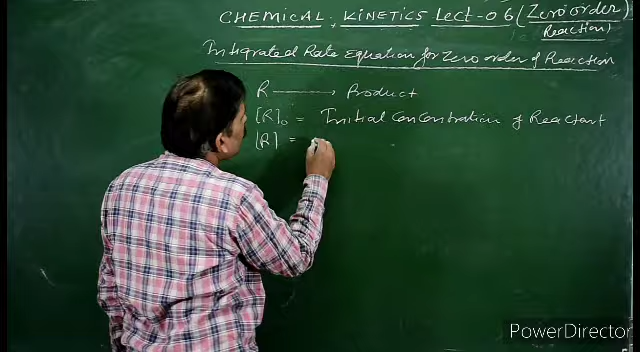 CHEMICAL KINETICS Lect-06 (Zero order Reaction)
Integrated Rate Equation for Zero order of Reaction
R ⟶ Product
[R]₀ = Initial Concentration of Reactant
[R] =
PowerDirector